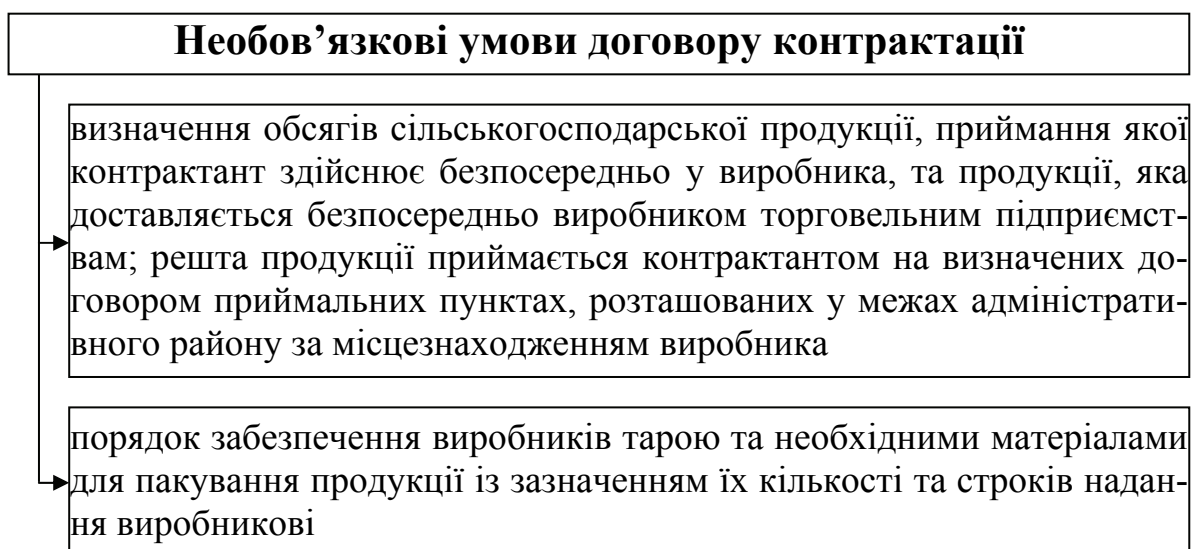 Необов’язкові умови договору контрактації
визначення обсягів сільськогосподарської продукції, приймання якої
контрактант здійснює безпосередньо у виробника, та продукції, яка
доставляється безпосередньо виробником торговельним підприємст-
вам; решта продукції приймається контрактантом на визначених до-
говором приймальних пунктах, розташованих у межах адміністрати-
вного району за місцезнаходженням виробника
порядок забезпечення виробників тарою та необхідними матеріалами
для пакування продукції із зазначенням їх кількості та строків надан-
ня виробникові